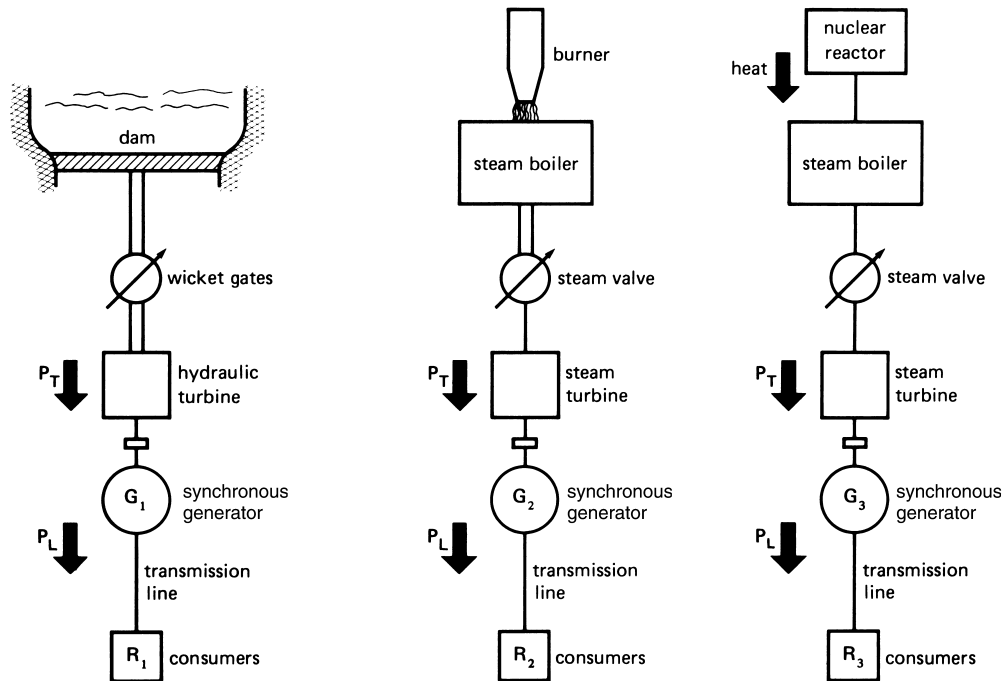 dam
wicket gates
P_T
hydraulic
turbine
G_1
synchronous
generator
P_L
transmission
line
R_1
consumers
burner
steam boiler
steam valve
P_T
steam
turbine
G_2
synchronous
generator
P_L
transmission
line
R_2
consumers
nuclear
reactor
heat
steam boiler
steam valve
P_T
steam
turbine
G_3
synchronous
generator
P_L
transmission
line
R_3
consumers